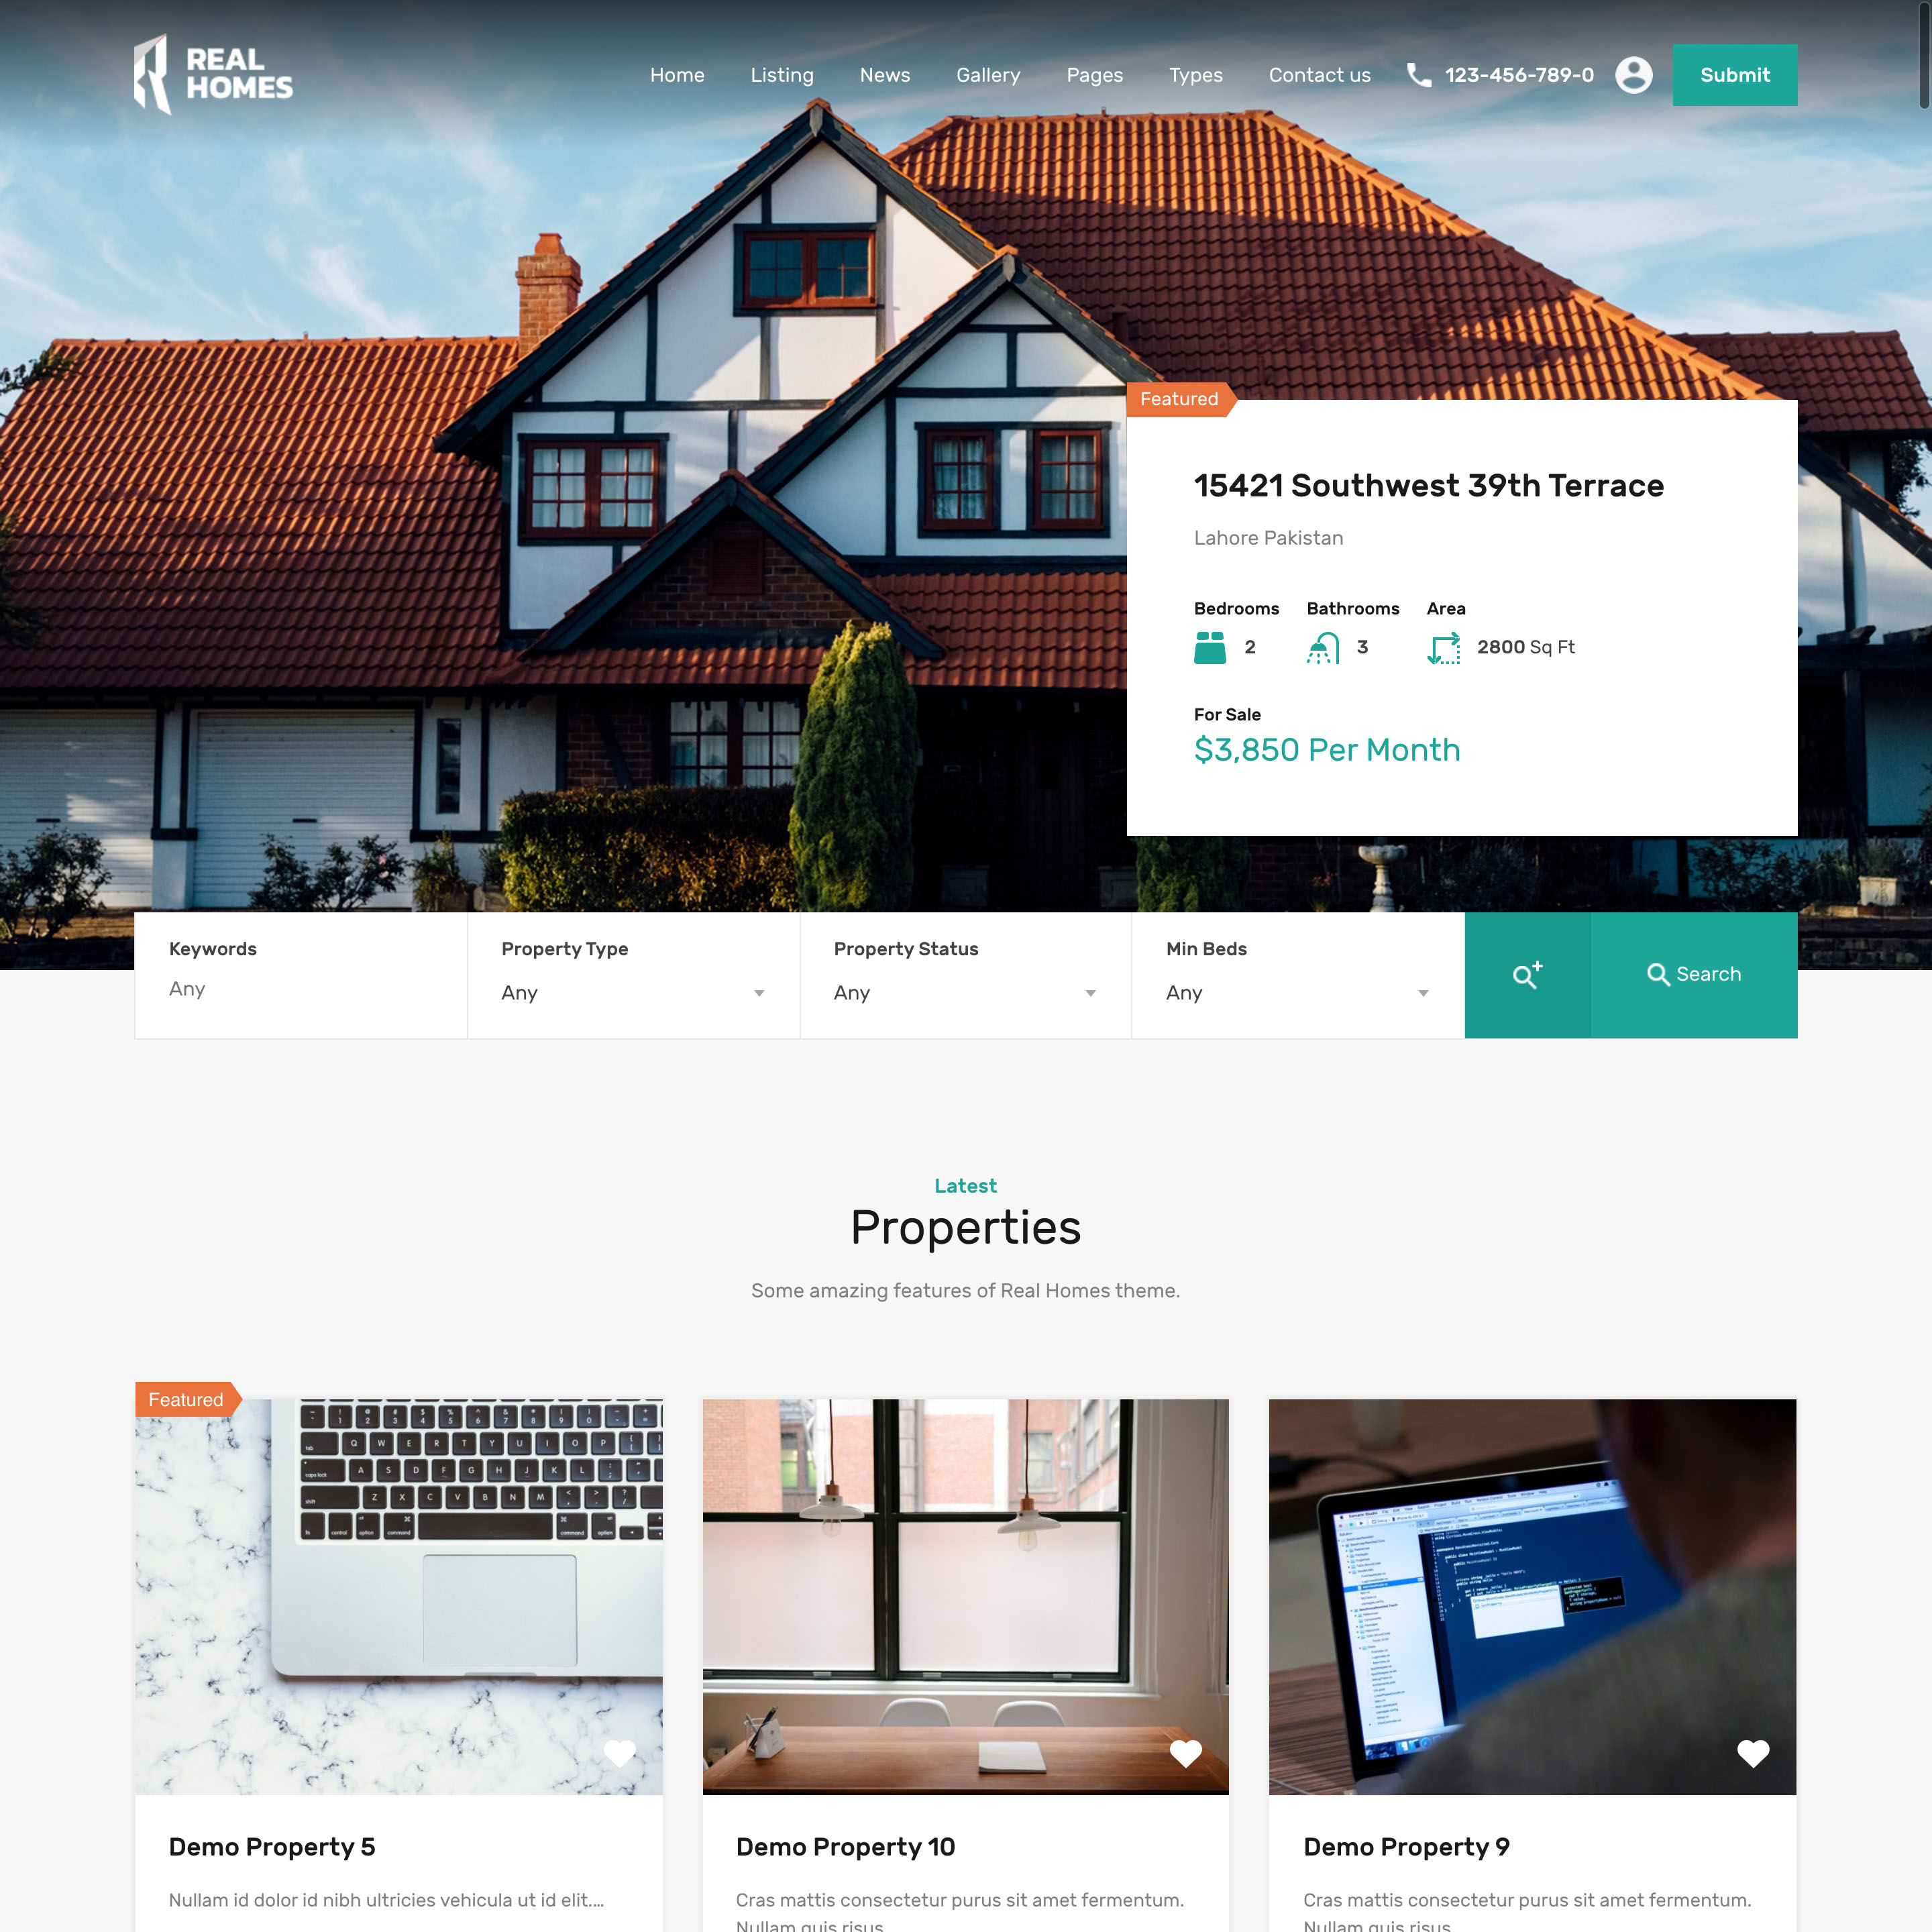 REAL
HOMES
Home Listing News Gallery Pages Types Contact us 123-456-789-0 Submit
Featured
15421 Southwest 39th Terrace
Lahore Pakistan
Bedrooms Bathrooms Area
2 3 2800 Sq Ft
For Sale
$3,850 Per Month
Keywords Property Type Property Status Min Beds
Any Any Any Any
Search
Latest
Properties
Some amazing features of Real Homes theme.
Featured
Demo Property 5
Nullam id dolor id nibh ultricies vehicula ut id elit....
Demo Property 10
Cras mattis consectetur purus sit amet fermentum.
Nullam quis risus
Demo Property 9
Cras mattis consectetur purus sit amet fermentum.
Nullam quis risus